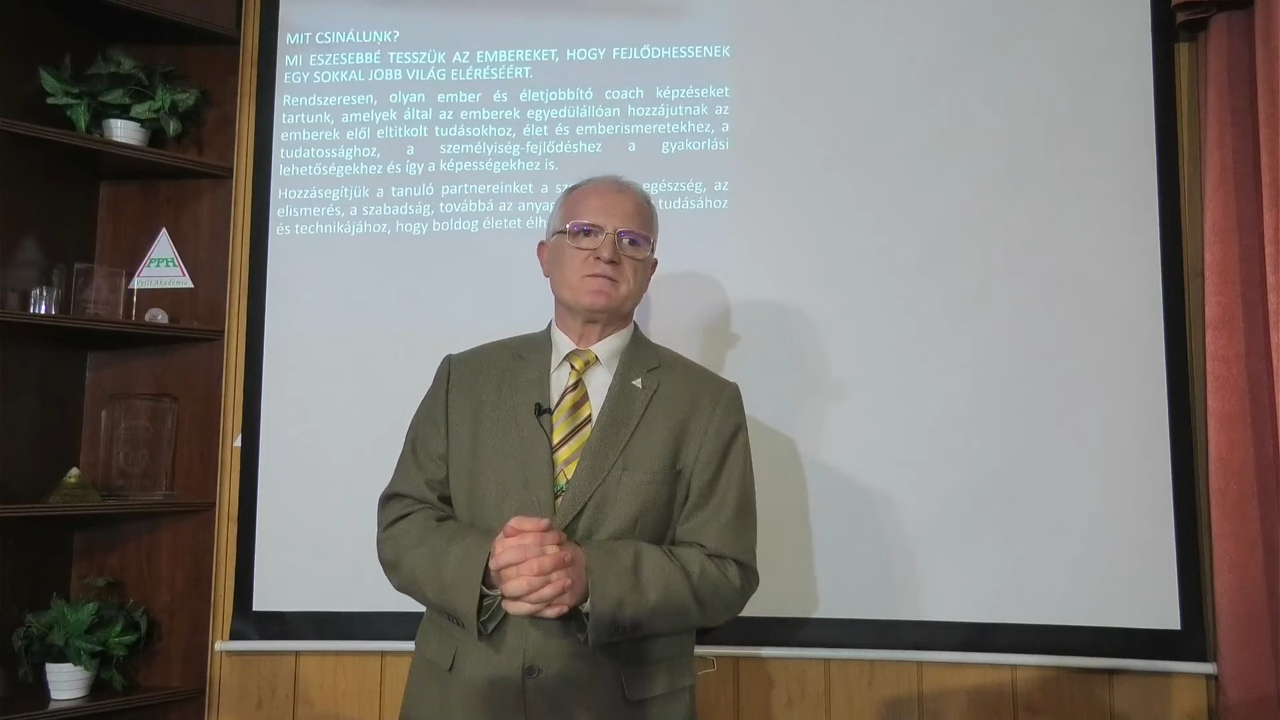 MIT CSINÁLUNK?
MI ESZESEBBÉ TESSZÜK AZ EMBEREKET, HOGY FEJLŐDHESSENEK
EGY SOKKAL JOBB VILÁG ELÉRÉSÉÉRT.
Rendszeresen, olyan ember és életjobbító coach képzéseket
tartunk, amelyek által az emberek egyedülállóan hozzájutnak az
emberek elől eltitkolt tudásokhoz, élet és emberismeretekhez, a
tudatossághoz, a személyiség-fejlődéshez a gyakorlási
lehetőségekhez és így a képességekhez is.
Hozzásegítjük a tanuló partnereinket a egészség, az
elismerés, a szabadság, továbbá az tudásához
és technikájához, hogy boldog életet
PPH
Nyílt Akadémia